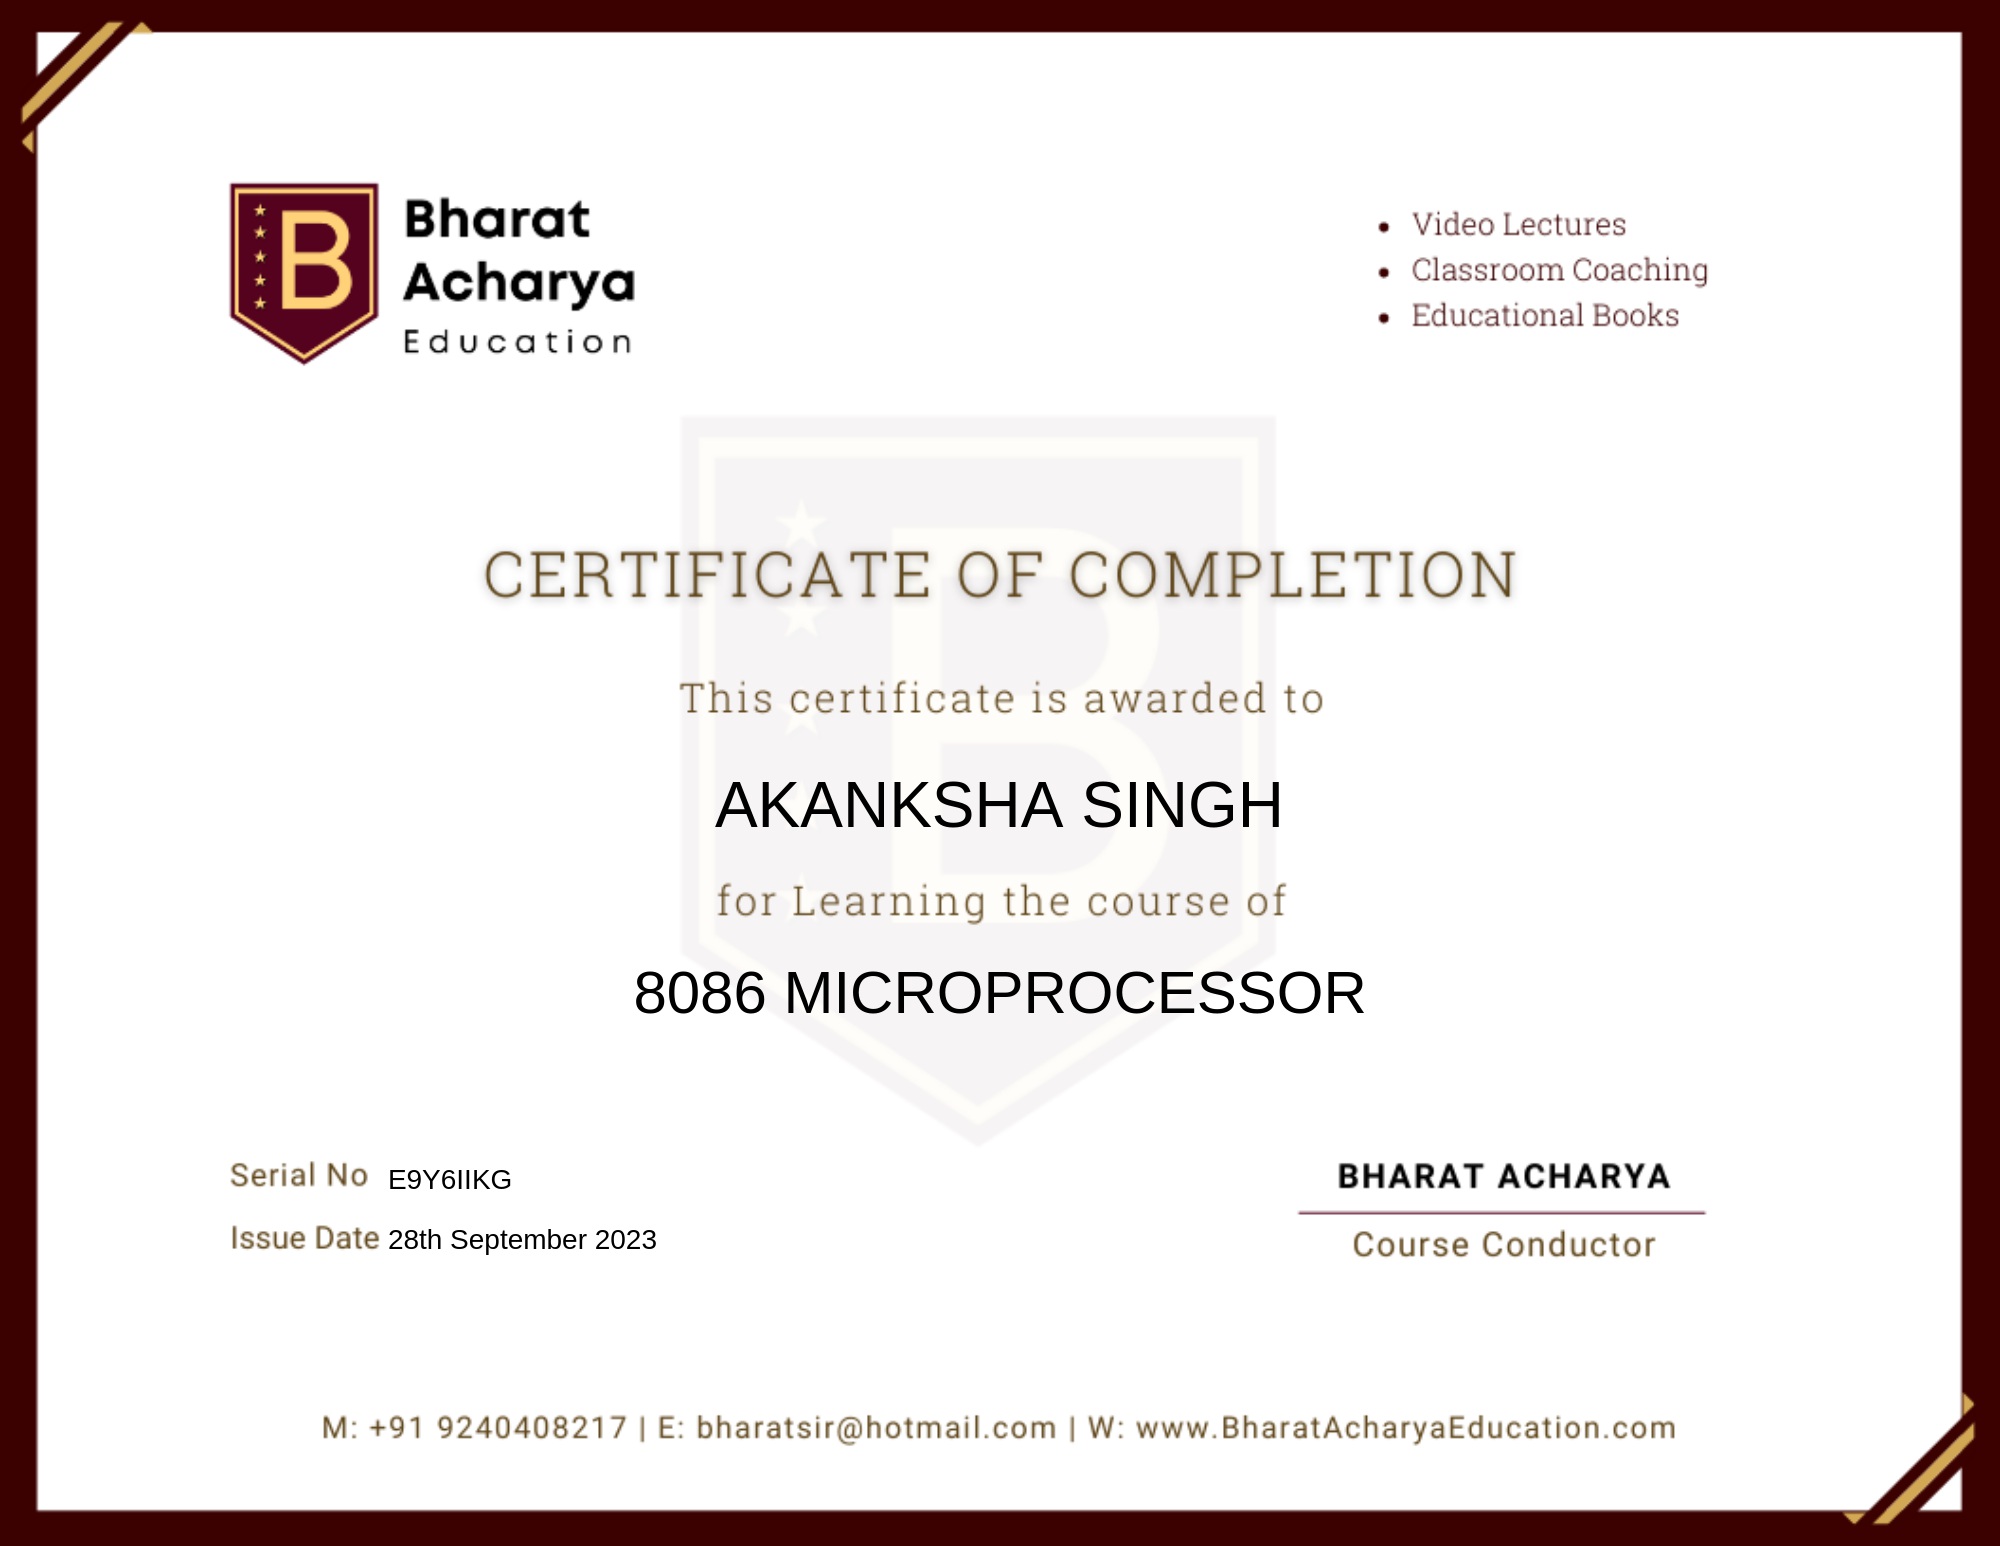 B
Bharat
Acharya
Education
• Video Lectures
• Classroom Coaching
• Educational Books
CERTIFICATE OF COMPLETION
This certificate is awarded to
AKANKSHA SINGH
for Learning the course of
8086 MICROPROCESSOR
Serial No E9Y6IIKG
Issue Date 28th September 2023
BHARAT ACHARYA
Course Conductor
M: +91 9240408217 | E: bharatsir@hotmail.com | W: www.BharatAcharyaEducation.com